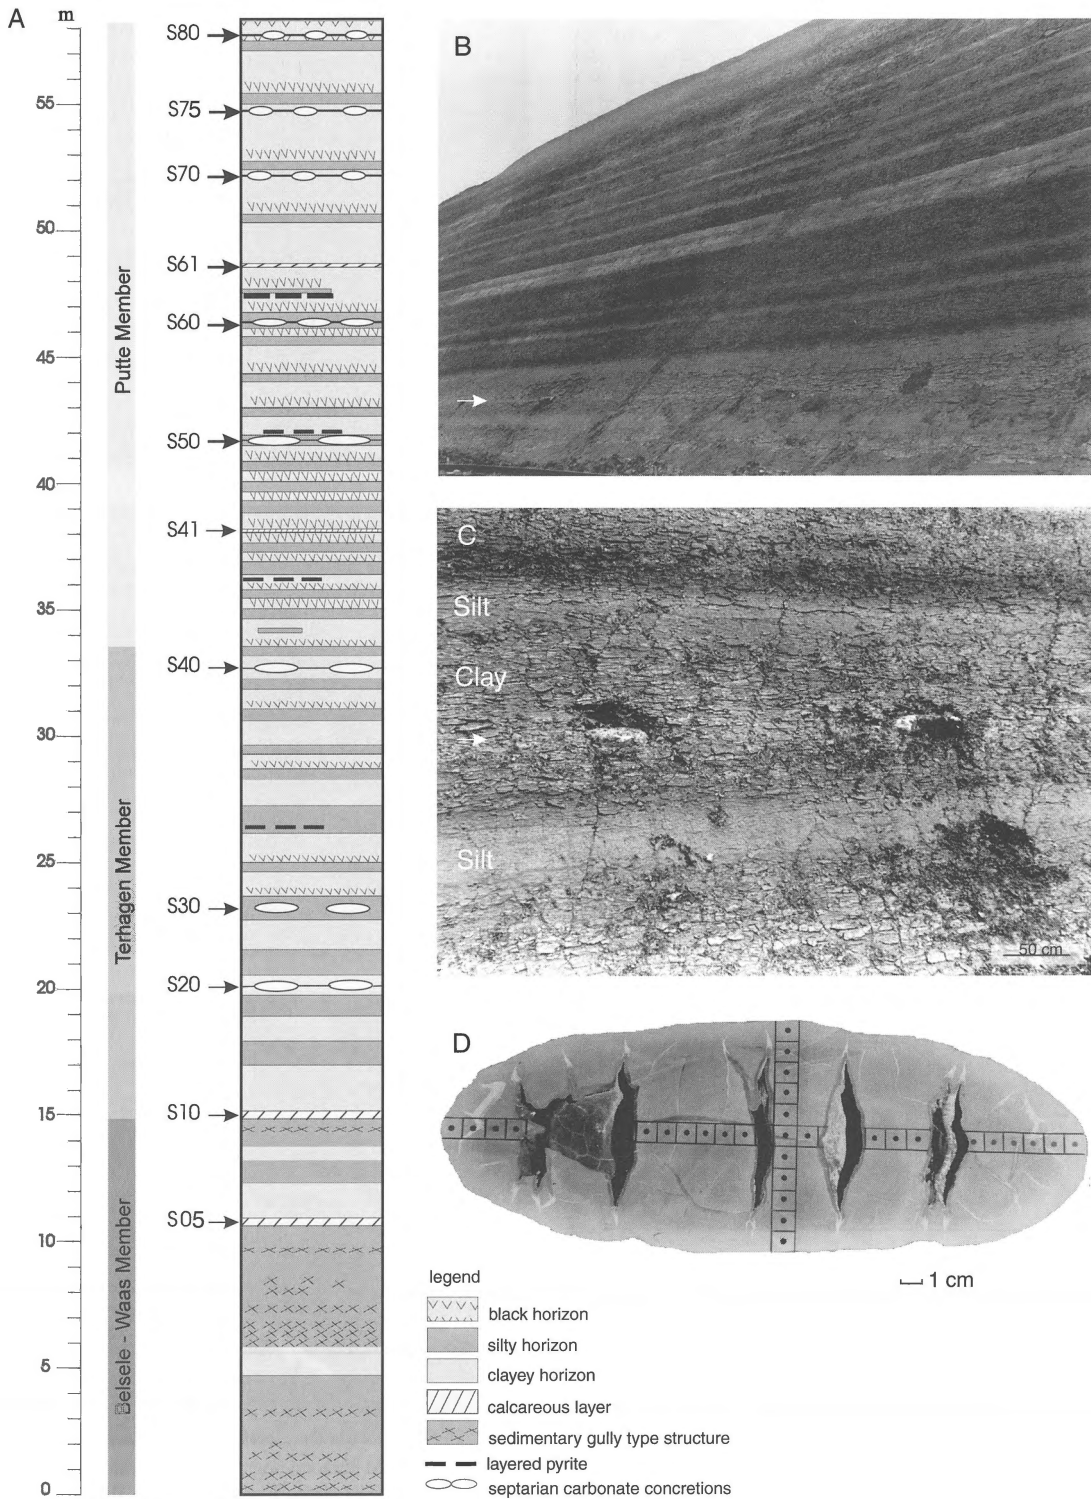 A
m
55
50
45
40
35
30
25
20
15
10
5
0
Putte Member
Terhagen Member
Belsele - Waas Member
S80
S75
S70
S61
S60
S50
S41
S40
S30
S20
S10
S05
B
C
Silt
Clay
Silt
50 cm
D
1 cm
legend
black horizon
silty horizon
clayey horizon
calcareous layer
sedimentary gully type structure
layered pyrite
septarian carbonate concretions